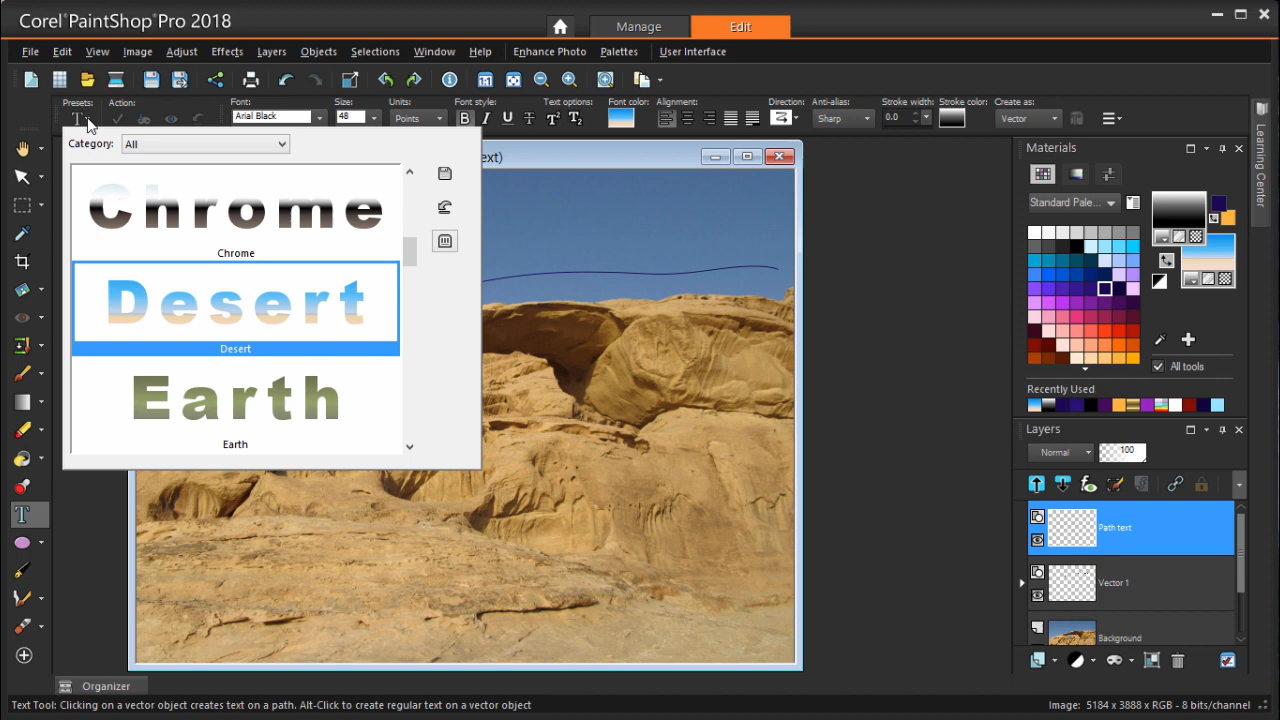 Corel®PaintShop®Pro 2018
Manage
Edit
File Edit View Image Adjust Effects Layers Objects Selections Window Help Enhance Photo Palettes User Interface
Presets: Action: Font: Size: Units: Font style: Text options: Font color: Alignment: Direction: Anti-alias: Stroke width: Stroke color: Create as:
Arial Black 48 Points B I U T Sharp 0.0 Vector
Category: All
ext)
Chrome
Chrome
Desert
Desert
Earth
Earth
Learning Center
Materials
Standard Pale...
All tools
Recently Used
Layers
Normal 100
Path text
Vector 1
Background
Organizer
Text Tool: Clicking on a vector object creates text on a path. Alt-Click to create regular text on a vector object
Image: 5184 x 3888 x RGB - 8 bits/channel